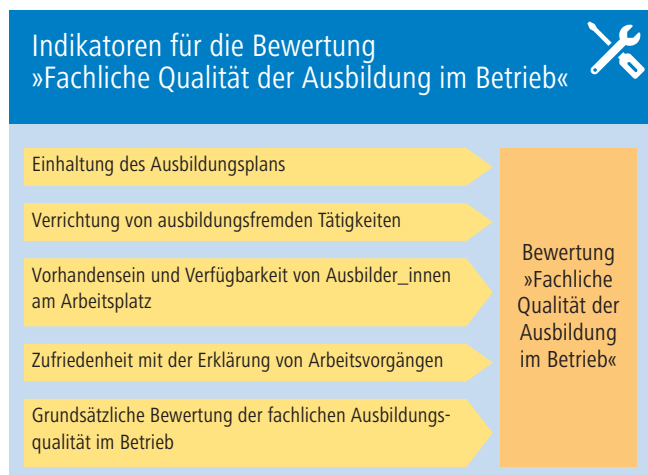 Indikatoren für die Bewertung
»Fachliche Qualität der Ausbildung im Betrieb«
Einhaltung des Ausbildungsplans
Verrichtung von ausbildungsfremden Tätigkeiten
Vorhandensein und Verfügbarkeit von Ausbilder_innen
am Arbeitsplatz
Zufriedenheit mit der Erklärung von Arbeitsvorgängen
Grundsätzliche Bewertung der fachlichen Ausbildungs-
qualität im Betrieb
Bewertung
»Fachliche
Qualität der
Ausbildung
im Betrieb«